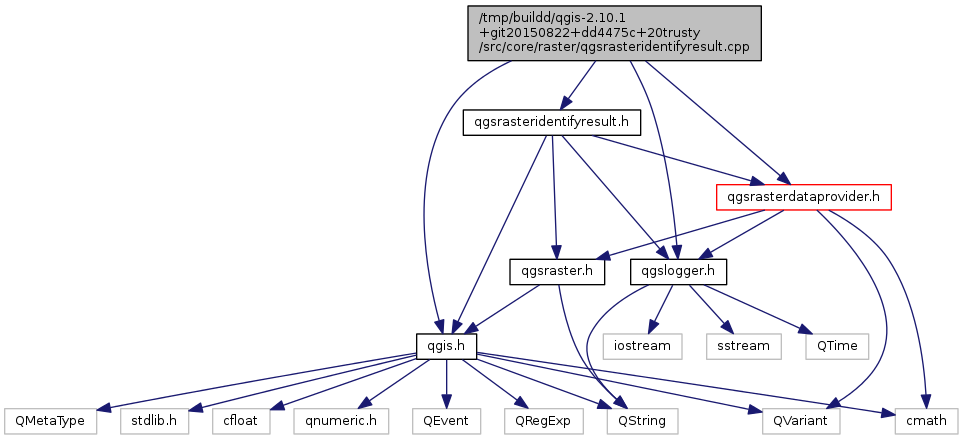 /tmp/buildd/qgis-2.10.1
+git20150822+dd4475c+20trusty
/src/core/raster/qgsrasteridentifyresult.cpp
qgsrasteridentifyresult.h
qgsrasterdataprovider.h
qgsraster.h
qgslogger.h
iostream
sstream
QTime
qgis.h
QMetaType
stdlib.h
cfloat
qnumeric.h
QEvent
QRegExp
QString
QVariant
cmath